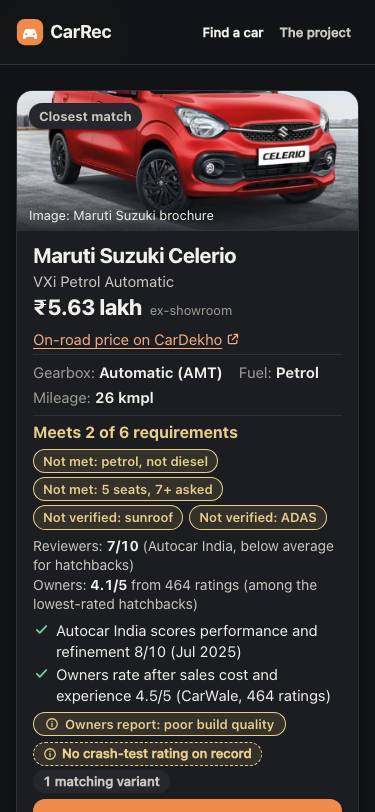 CarRec
Find a car
The project
Closest match
CELERIO
Image: Maruti Suzuki brochure
Maruti Suzuki Celerio
VXi Petrol Automatic
₹5.63 lakh ex-showroom
On-road price on CarDekho
Gearbox: Automatic (AMT) Fuel: Petrol
Mileage: 26 kmpl
Meets 2 of 6 requirements
Not met: petrol, not diesel
Not met: 5 seats, 7+ asked
Not verified: sunroof
Not verified: ADAS
Reviewers: 7/10 (Autocar India, below average
for hatchbacks)
Owners: 4.1/5 from 464 ratings (among the
lowest-rated hatchbacks)
Autocar India scores performance and
refinement 8/10 (Jul 2025)
Owners rate after sales cost and
experience 4.5/5 (CarWale, 464 ratings)
Owners report: poor build quality
No crash-test rating on record
1 matching variant